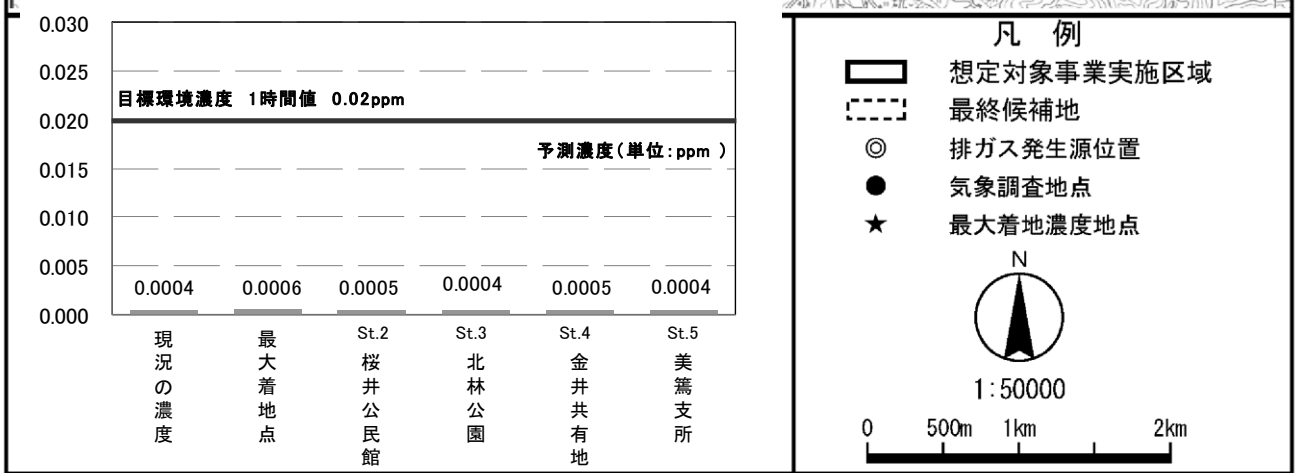 0.030
0.025
目標環境濃度 1時間値 0.02ppm
0.020
予測濃度(単位:ppm )
0.015
0.010
0.005
0.0004
0.0006
0.0005
0.0004
0.0005
0.0004
0.000
現況の濃度
最大着地点
St.2
桜井公民館
St.3
北林公園
St.4
金井共有地
St.5
美篶支所
凡 例
想定対象事業実施区域
最終候補地
排ガス発生源位置
気象調査地点
最大着地濃度地点
N
1:50000
0 500m 1km 2km